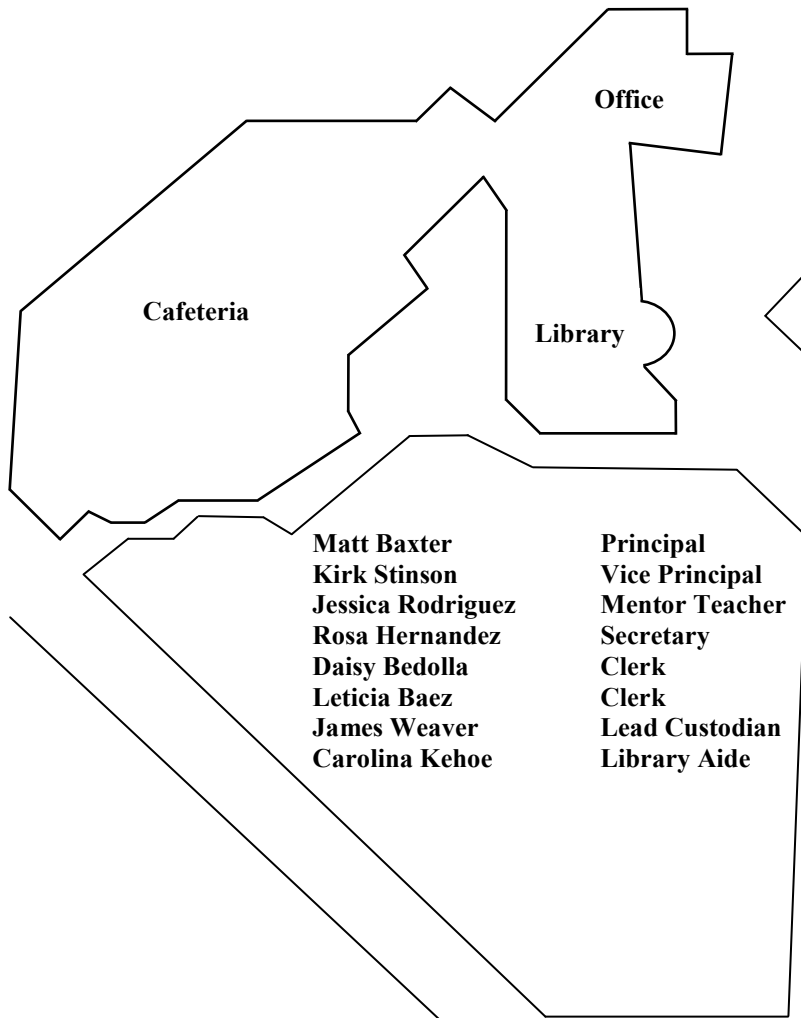 Office
Cafeteria
Library
Matt Baxter Principal
Kirk Stinson Vice Principal
Jessica Rodriguez Mentor Teacher
Rosa Hernandez Secretary
Daisy Bedolla Clerk
Leticia Baez Clerk
James Weaver Lead Custodian
Carolina Kehoe Library Aide